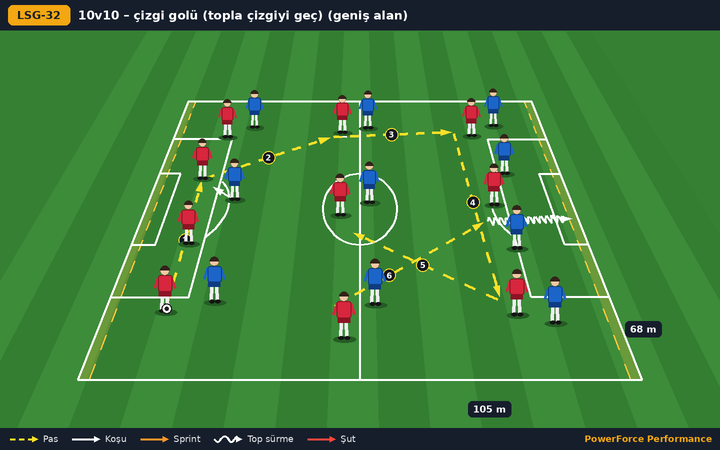 LSG-32 10v10 – çizgi golü (topla çizgiyi geç) (geniş alan)
2
3
4
5
6
68 m
105 m
Pas Koşu Sprint Top sürme Şut PowerForce Performance